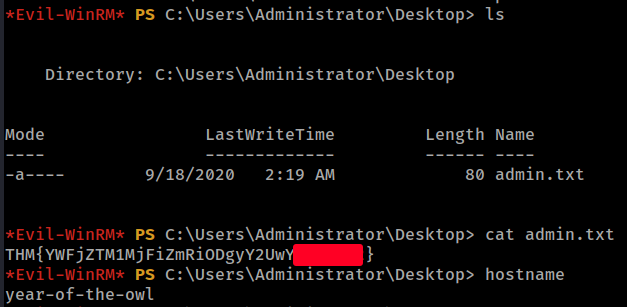 *Evil-WinRM* PS C:\Users\Administrator\Desktop> ls
Directory: C:\Users\Administrator\Desktop
Mode LastWriteTime Length Name
---- ------------- ------ ----
-a---- 9/18/2020 2:19 AM 80 admin.txt
*Evil-WinRM* PS C:\Users\Administrator\Desktop> cat admin.txt
THM{YWFjZTM1MjFiZmRiODgyY2UwY }
*Evil-WinRM* PS C:\Users\Administrator\Desktop> hostname
year-of-the-owl